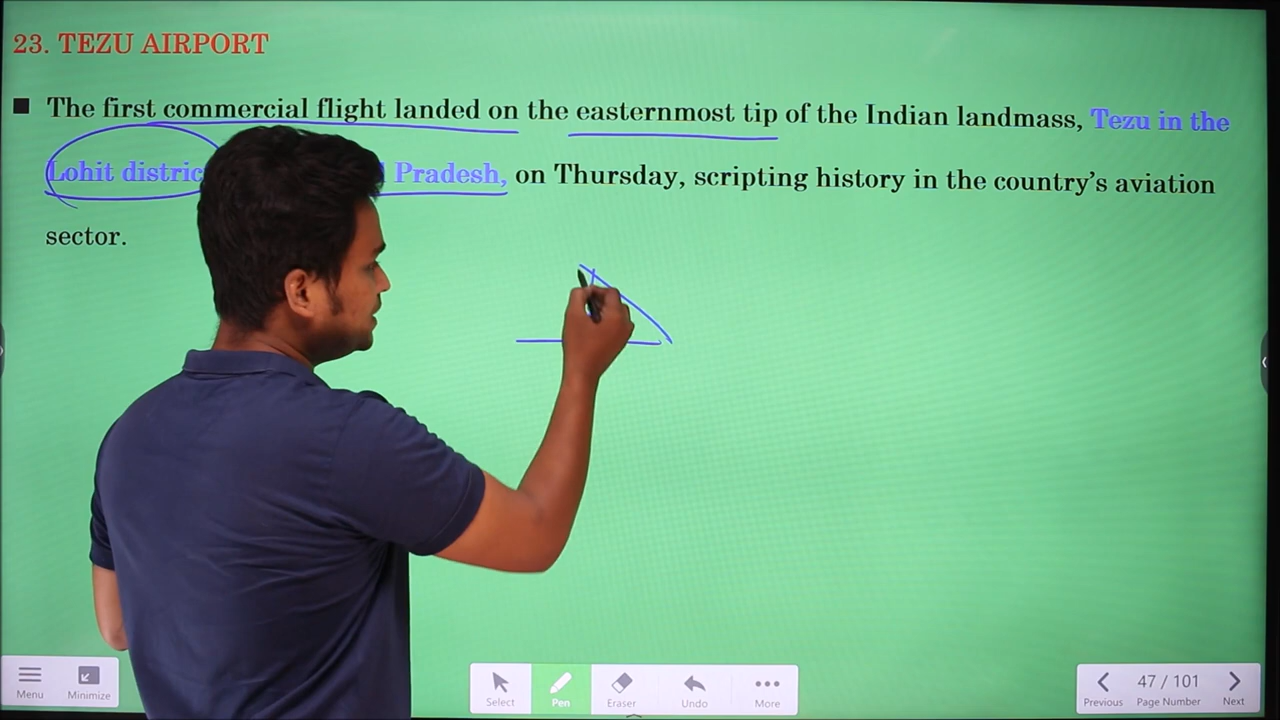 23. TEZU AIRPORT
■ The first commercial flight landed on the easternmost tip of the Indian landmass, Tezu in the
Lohit Pradesh, on Thursday, scripting history in the country's aviation
sector.
Menu Minimize Select Pen Eraser Undo More Previous 47 / 101 Page Number Next